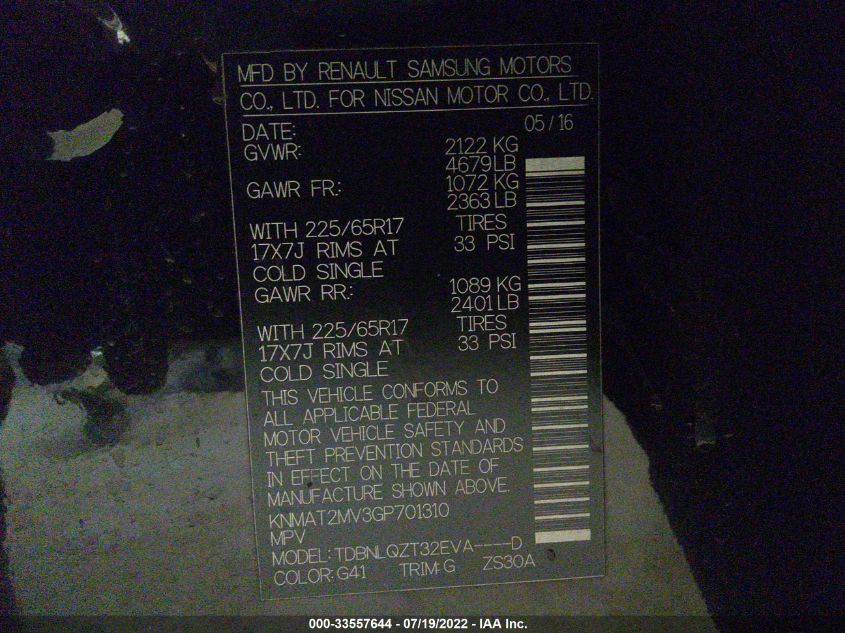 MFD BY RENAULT SAMSUNG MOTORS
CO., LTD. FOR NISSAN MOTOR CO., LTD.
DATE: 05/16
GVWR: 2122 KG
4679 LB
GAWR FR.: 1072 KG
2363 LB
WITH 225/65R17 TIRES
17X7J RIMS AT 33 PSI
COLD SINGLE
GAWR RR.: 1089 KG
2401 LB
WITH 225/65R17 TIRES
17X7J RIMS AT 33 PSI
COLD SINGLE
THIS VEHICLE CONFORMS TO
ALL APPLICABLE FEDERAL
MOTOR VEHICLE SAFETY AND
THEFT PREVENTION STANDARDS
IN EFFECT ON THE DATE OF
MANUFACTURE SHOWN ABOVE.
KNMAT2MV3GP701310
MPV
MODEL: TDBNLQZT32EVA----D
COLOR: G41 TRIM: G ZS30A
000-33557644 - 07/19/2022 - IAA Inc.